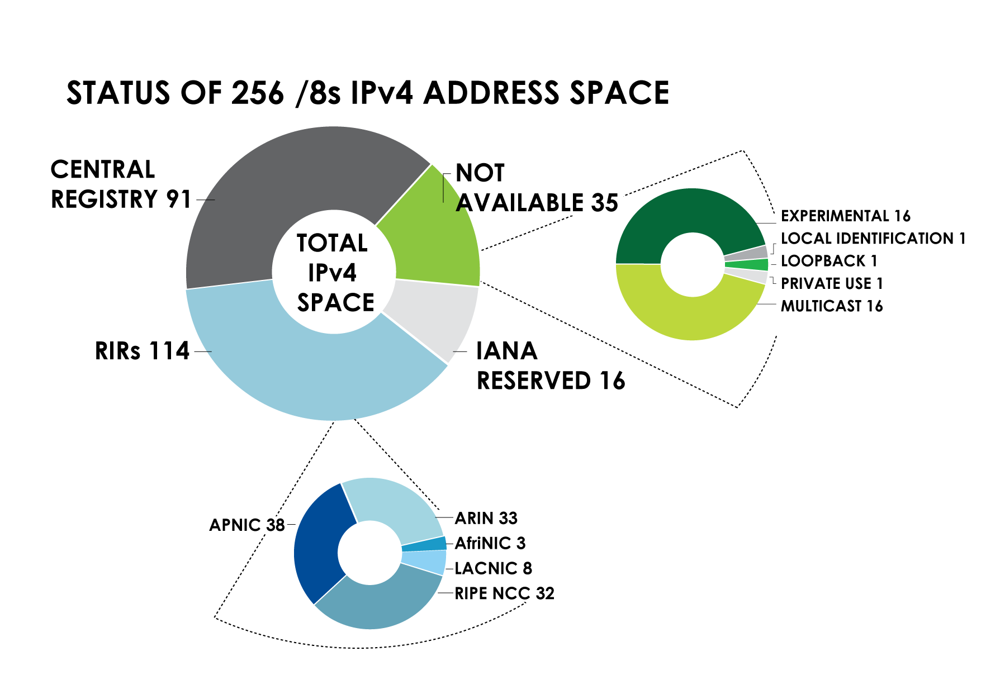 STATUS OF 256 /8s IPv4 ADDRESS SPACE
CENTRAL
REGISTRY 91
NOT
AVAILABLE 35
TOTAL
IPv4
SPACE
RIRs 114
IANA
RESERVED 16
EXPERIMENTAL 16
LOCAL IDENTIFICATION 1
LOOPBACK 1
PRIVATE USE 1
MULTICAST 16
APNIC 38
ARIN 33
AfriNIC 3
LACNIC 8
RIPE NCC 32